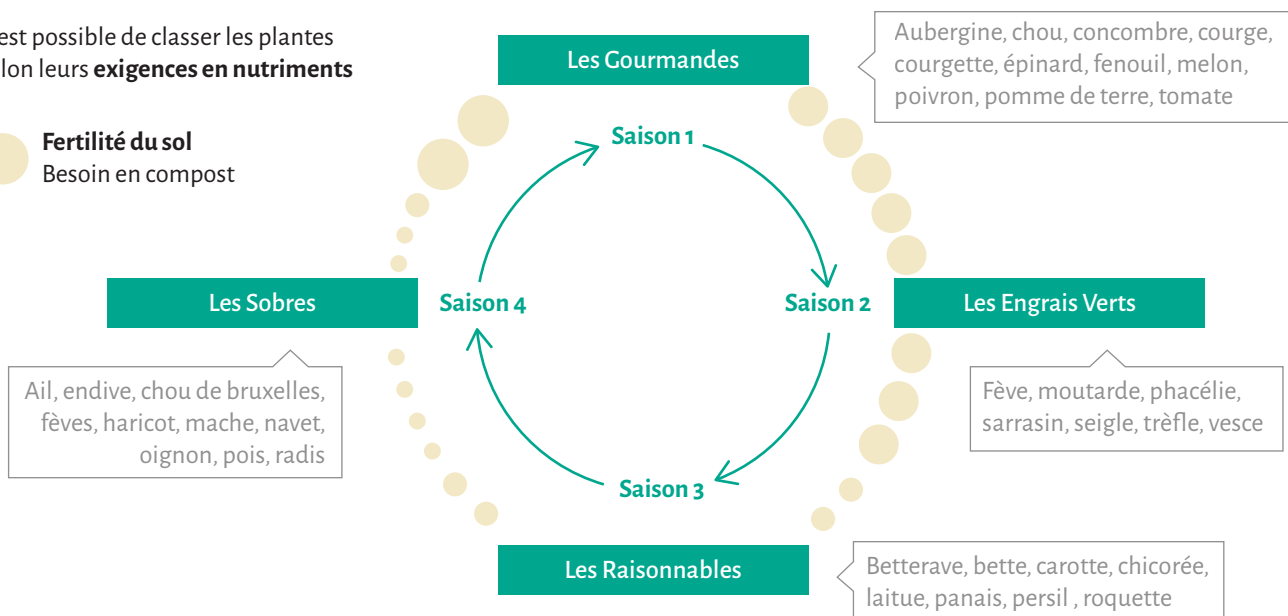 est possible de classer les plantes
lon leurs exigences en nutriments
Fertilité du sol
Besoin en compost
Les Gourmandes
Aubergine, chou, concombre, courge,
courgette, épinard, fenouil, melon,
poivron, pomme de terre, tomate
Saison 1
Les Sobres
Saison 4
Saison 2
Les Engrais Verts
Ail, endive, chou de bruxelles,
fèves, haricot, mache, navet,
oignon, pois, radis
Fève, moutarde, phacélie,
sarrasin, seigle, trèfle, vesce
Saison 3
Les Raisonnables
Betterave, bette, carotte, chicorée,
laitue, panais, persil , roquette